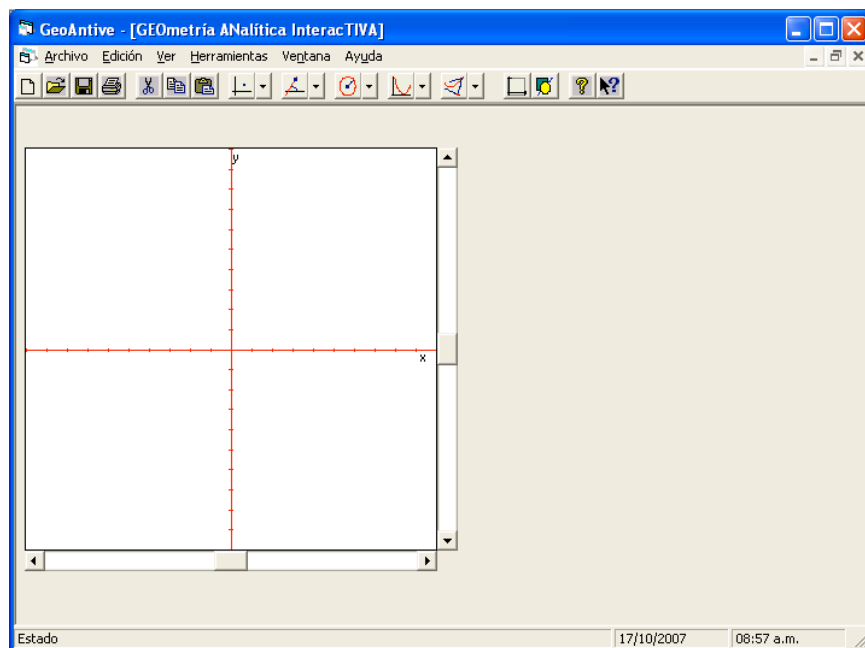 GeoAntive - [GEOmetría ANalítica InteracTIVA]
Archivo Edición Ver Herramientas Ventana Ayuda
y
x
Estado 17/10/2007 08:57 a.m.